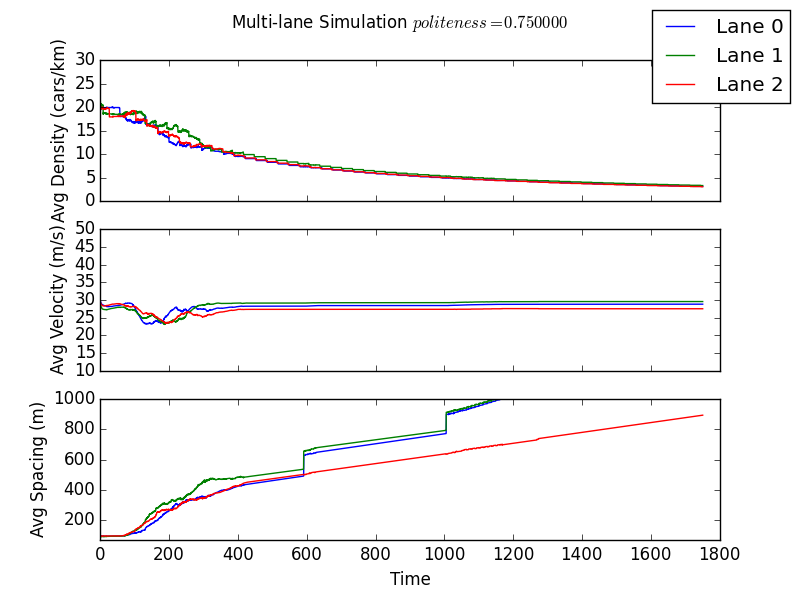 Multi-lane Simulation politeness=0.750000
Lane 0
Lane 1
Lane 2
Avg Density (cars/km)
30
25
20
15
10
5
0
Avg Velocity (m/s)
50
45
40
35
30
25
20
15
10
Avg Spacing (m)
1000
800
600
400
200
0 200 400 600 800 1000 1200 1400 1600 1800
Time